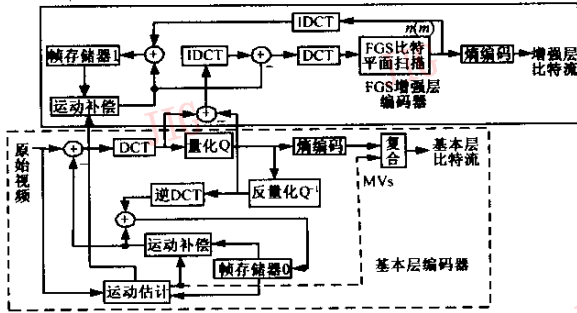 IDCT
n(m)
帧存储器1
IDCT
DCT
FGS比特
平面扫描
熵编码
增强层
比特流
运动补偿
FGS增强层
编码器
原始视频
DCT
量化Q
熵编码
复合
基本层
比特流
MVs
逆DCT
反量化Q⁻¹
运动补偿
帧存储器0
基本层编码器
运动估计